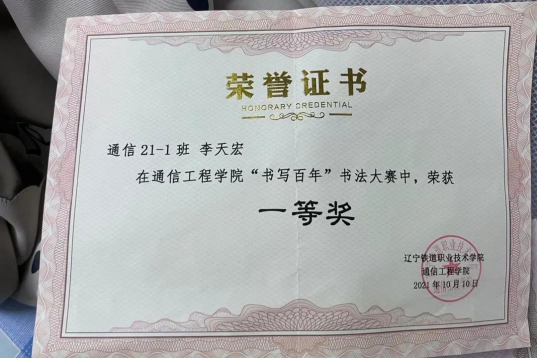 荣誉证书
HONORARY CREDENTIAL
通信 21-1 班 李天宏
在通信工程学院“书写百年”书法大赛中，荣获
一等奖
辽宁铁道职业技术学院
通信工程学院
2021 年 10 月 10 日